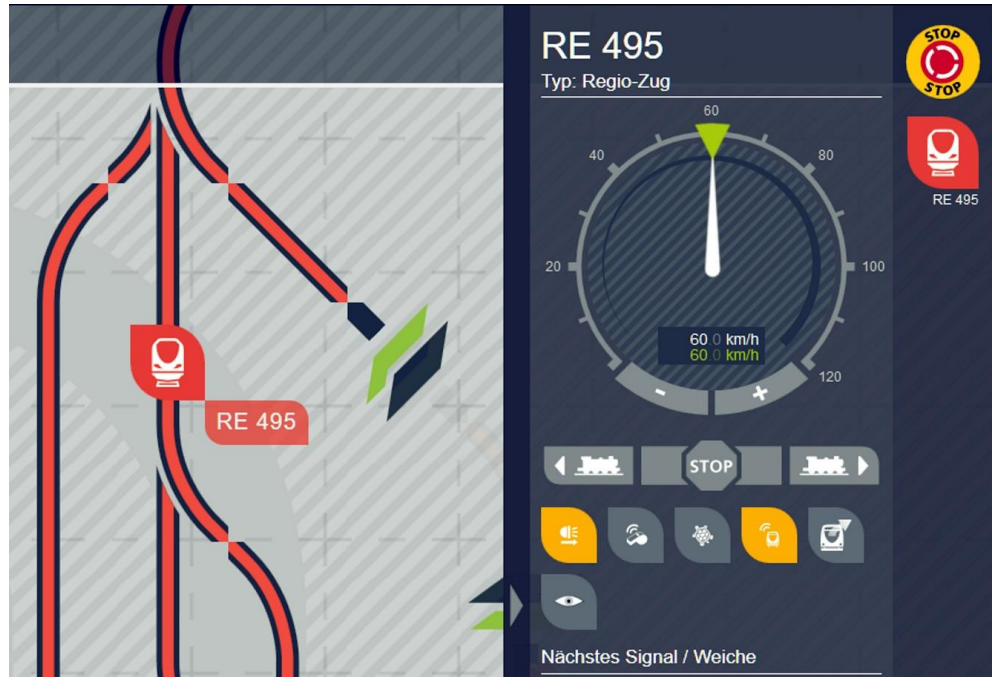 RE 495
Typ: Regio-Zug
STOP
STOP
RE 495
20
40
60
80
100
120
60.0 km/h
60.0 km/h
-
+
STOP
RE 495
Nächstes Signal / Weiche